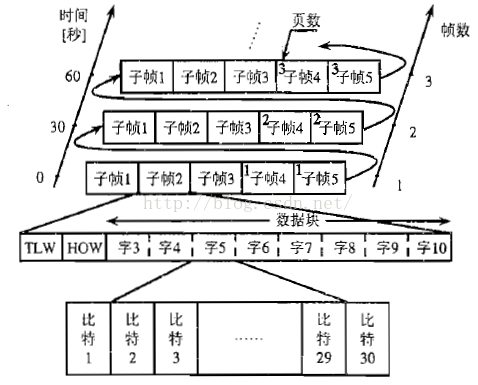 时间
[秒]
页数
帧数
60
子帧1 子帧2 子帧3 3子帧4 3子帧5
3
30
子帧1 子帧2 子帧3 2子帧4 2子帧5
2
0
子帧1 子帧2 子帧3 1子帧4 1子帧5
1
http://blog.csdn.net/
数据块
TLW HOW 字3 字4 字5 字6 字7 字8 字9 字10
比特1 比特2 比特3 …… 比特29 比特30